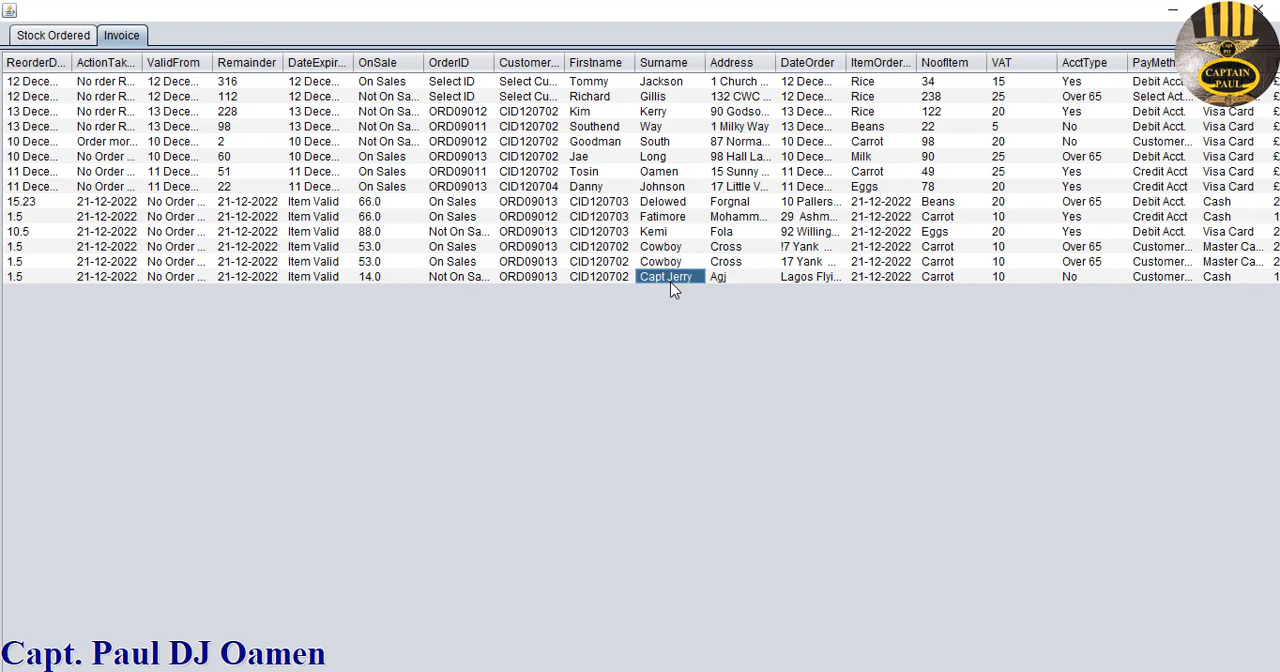 Stock Ordered Invoice
ReorderD... ActionTak... ValidFrom Remainder DateExpir... OnSale OrderID Customer... Firstname Surname Address DateOrder ItemOrder... NoofItem VAT AcctType PayMeth
12 Dece... No rder R... 12 Dece... 316 12 Dece... On Sales Select ID Select Cu... Tommy Jackson 1 Church ... 12 Dece... Rice 34 15 Yes Debit Acct. Visa Card £
12 Dece... No rder R... 12 Dece... 112 12 Dece... Not On Sa... Select ID Select Cu... Richard Gillis 132 CWC ... 12 Dece... Rice 238 25 Over 65 Select Act... Visa Card £
13 Dece... No rder R... 13 Dece... 228 13 Dece... Not On Sa... ORD09012 CID120702 Kim Kerry 90 Godso... 13 Dece... Rice 122 20 Yes Debit Acct. Visa Card £
13 Dece... No rder R... 13 Dece... 98 13 Dece... Not On Sa... ORD09011 CID120702 Southend Way 1 Milky Way 13 Dece... Beans 22 5 No Debit Acct. Visa Card £
10 Dece... Order mor... 10 Dece... 2 10 Dece... Not On Sa... ORD09012 CID120702 Goodman South 87 Norma... 10 Dece... Carrot 98 20 No Customer... Visa Card £
10 Dece... No Order ... 10 Dece... 60 10 Dece... On Sales ORD09013 CID120703 Jae Long 98 Hall La... 10 Dece... Milk 90 25 Over 65 Debit Acct. Visa Card £
11 Dece... No Order ... 11 Dece... 51 11 Dece... On Sales ORD09011 CID120702 Tosin Oamen 15 Sunny ... 11 Dece... Carrot 49 25 Yes Credit Acct Visa Card £
11 Dece... No Order ... 11 Dece... 22 11 Dece... On Sales ORD09013 CID120704 Danny Johnson 17 Little V... 11 Dece... Eggs 78 20 Yes Debit Acct. Visa Card £
15.23 21-12-2022 No Order ... 21-12-2022 Item Valid 66.0 On Sales ORD09013 CID120703 Delowed Forgnal 10 Pallers... 21-12-2022 Beans 20 Over 65 Debit Acct. Cash 2
1.5 21-12-2022 No Order ... 21-12-2022 Item Valid 66.0 On Sales ORD09012 CID120703 Fatimore Mohamm... 29 Ashm... 21-12-2022 Carrot 10 Yes Credit Acct Cash 1
10.5 21-12-2022 No Order ... 21-12-2022 Item Valid 88.0 Not On Sa... ORD09013 CID120703 Kemi Fola 92 Willing... 21-12-2022 Eggs 20 Yes Debit Acct. Cash 2
1.5 21-12-2022 No Order ... 21-12-2022 Item Valid 53.0 On Sales ORD09013 CID120702 Cowboy Cross !7 Yank ... 21-12-2022 Carrot 10 Over 65 Customer... Master Ca... 2
1.5 21-12-2022 No Order ... 21-12-2022 Item Valid 53.0 On Sales ORD09013 CID120702 Cowboy Cross 17 Yank ... 21-12-2022 Carrot 10 Over 65 Customer... Master Ca... 2
1.5 21-12-2022 No Order ... 21-12-2022 Item Valid 14.0 Not On Sa... ORD09013 CID120702 Capt Jerry Agj Lagos Flyi... 21-12-2022 Carrot 10 No Customer... Cash 1
CAPTAIN
PAUL
Capt. Paul DJ Oamen